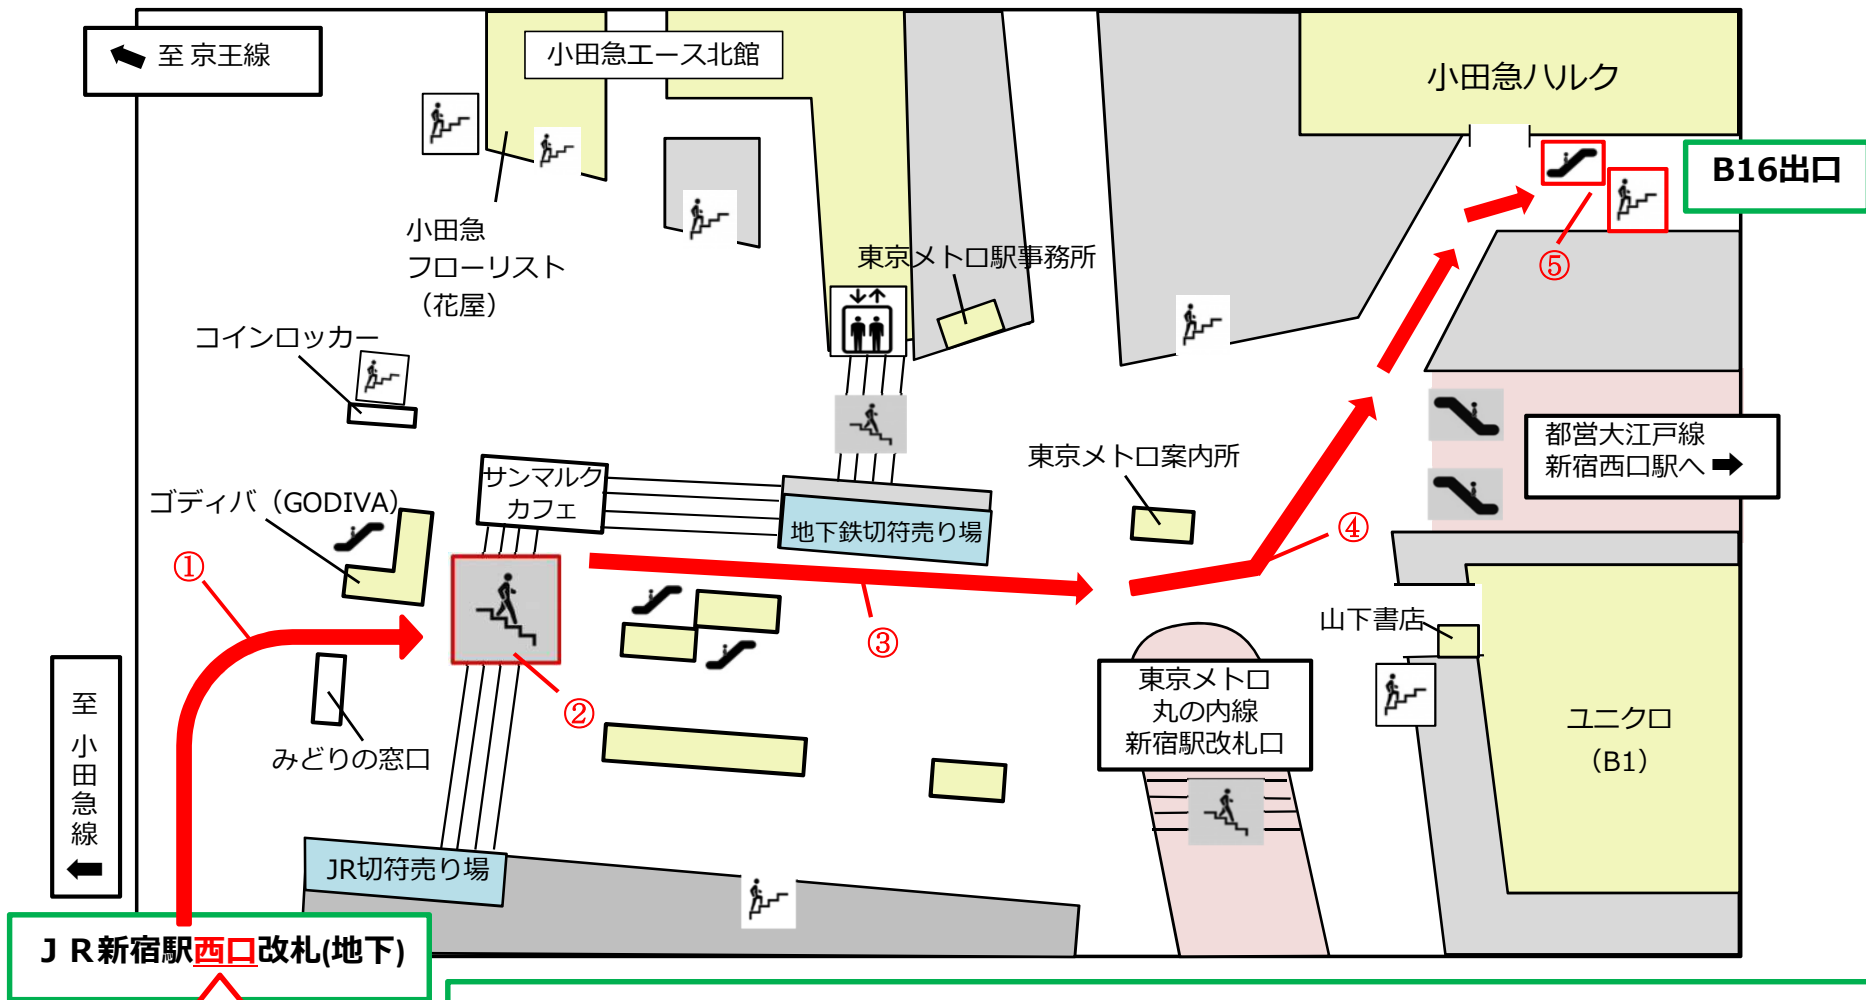 至 京王線
小田急エース北館
小田急ハルク
B16出口
小田急
フローリスト
（花屋）
東京メトロ駅事務所
⑤
コインロッカー
都営大江戸線
新宿西口駅へ
サンマルク
カフェ
東京メトロ案内所
ゴディバ（GODIVA）
地下鉄切符売り場
④
①
③
山下書店
②
東京メトロ
丸の内線
新宿駅改札口
ユニクロ
（B1）
至 小田急線
みどりの窓口
JR切符売り場
ＪＲ新宿駅西口改札(地下)